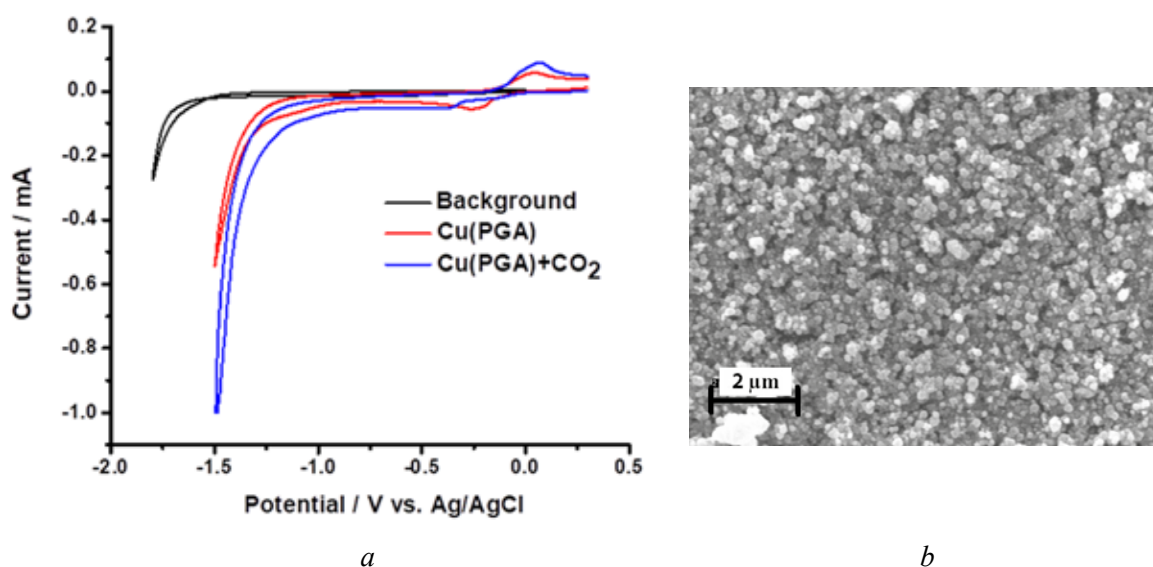 0.2
0.0
-0.2
-0.4
-0.6
-0.8
-1.0
Current / mA
Background
Cu(PGA)
Cu(PGA)+CO₂
-2.0 -1.5 -1.0 -0.5 0.0 0.5
Potential / V vs. Ag/AgCl
2 µm
a b